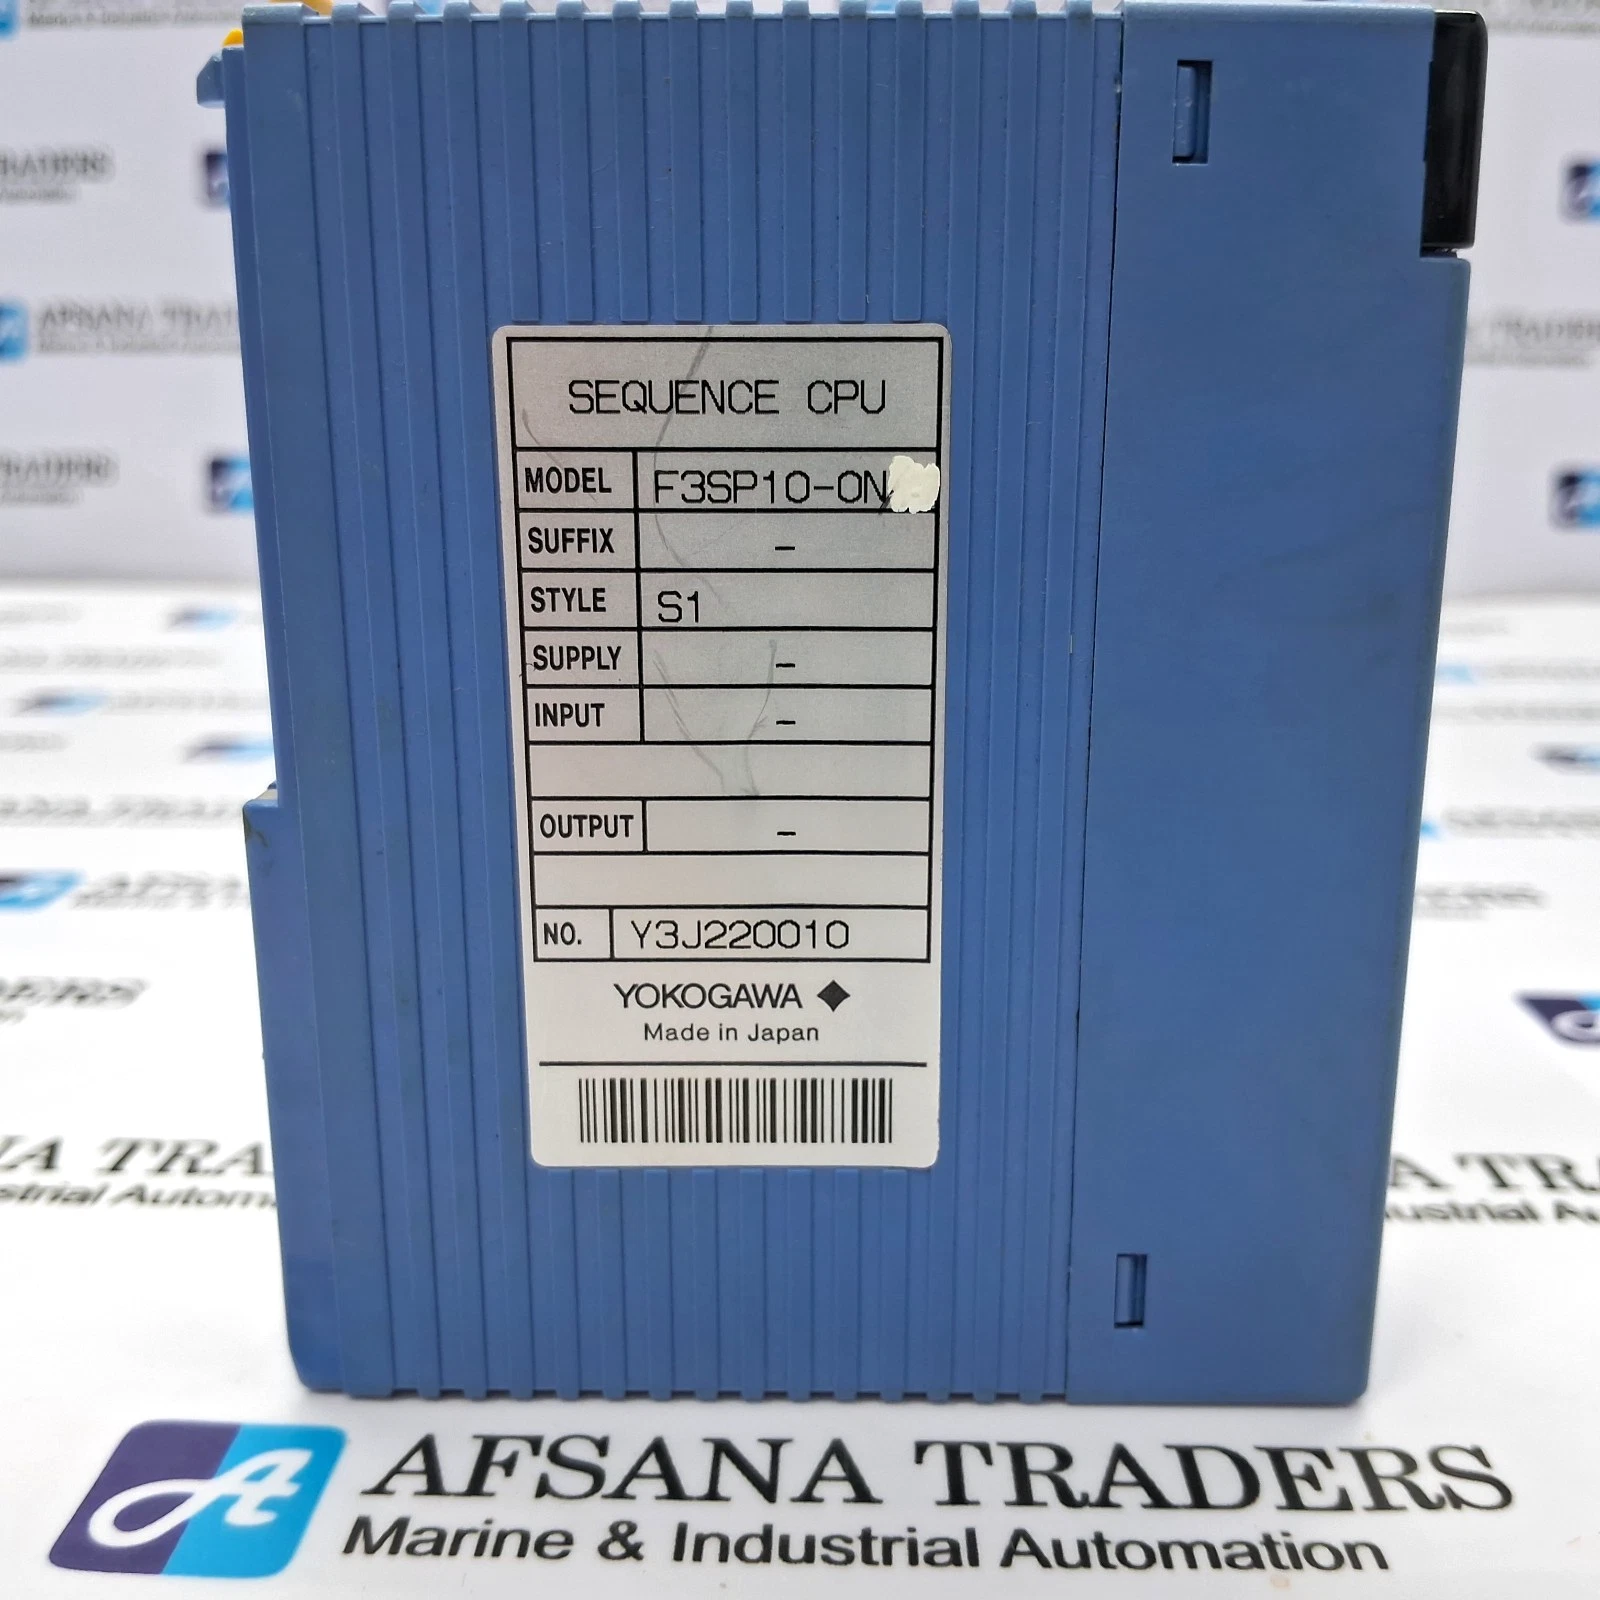 SEQUENCE CPU
MODEL F3SP10-0N
SUFFIX -
STYLE S1
SUPPLY -
INPUT -
OUTPUT -
NO. Y3J220010
YOKOGAWA
Made in Japan
AFSANA TRADERS
Marine & Industrial Automation